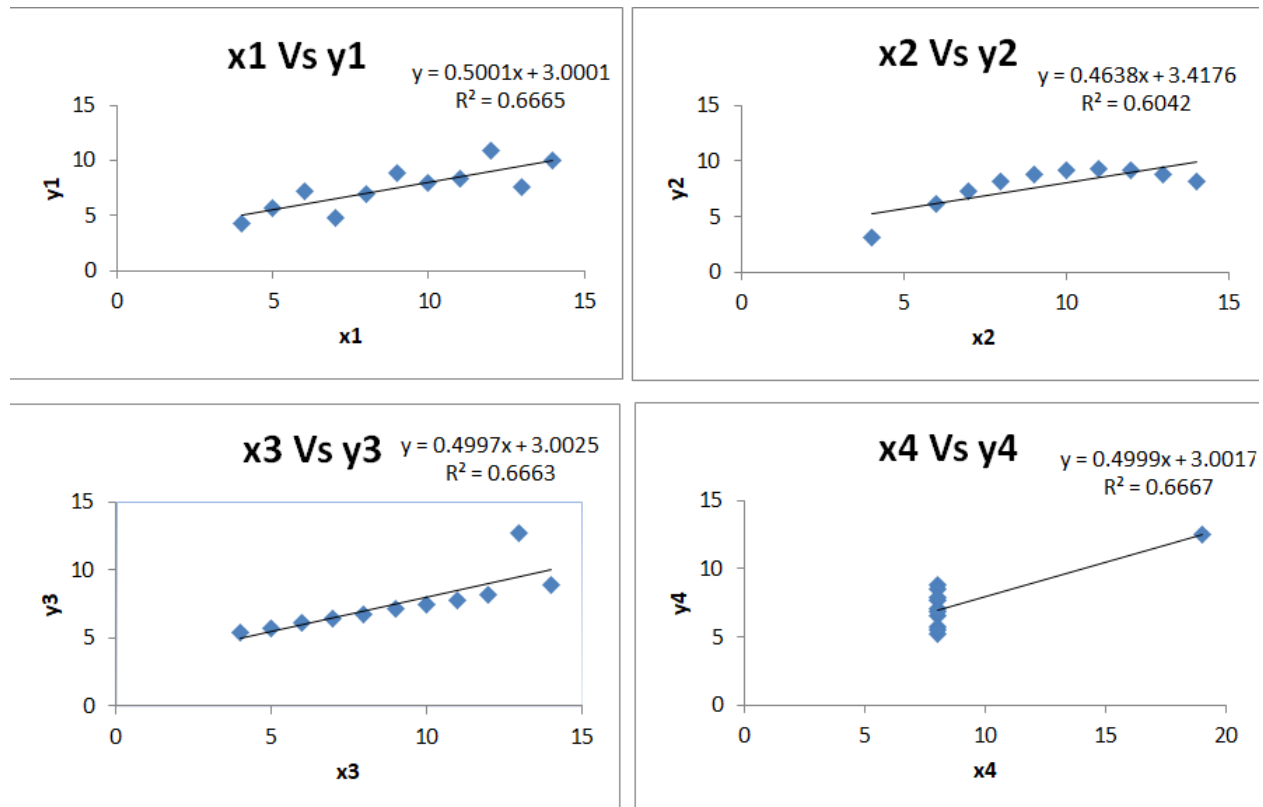 x1 Vs y1
y = 0.5001x + 3.0001
R² = 0.6665
15
10
5
0
y1
0 5 10 15
x1
x2 Vs y2
y = 0.4638x + 3.4176
R² = 0.6042
15
10
5
0
y2
0 5 10 15
x2
x3 Vs y3
y = 0.4997x + 3.0025
R² = 0.6663
15
10
5
0
y3
0 5 10 15
x3
x4 Vs y4
y = 0.4999x + 3.0017
R² = 0.6667
15
10
5
0
y4
0 5 10 15 20
x4